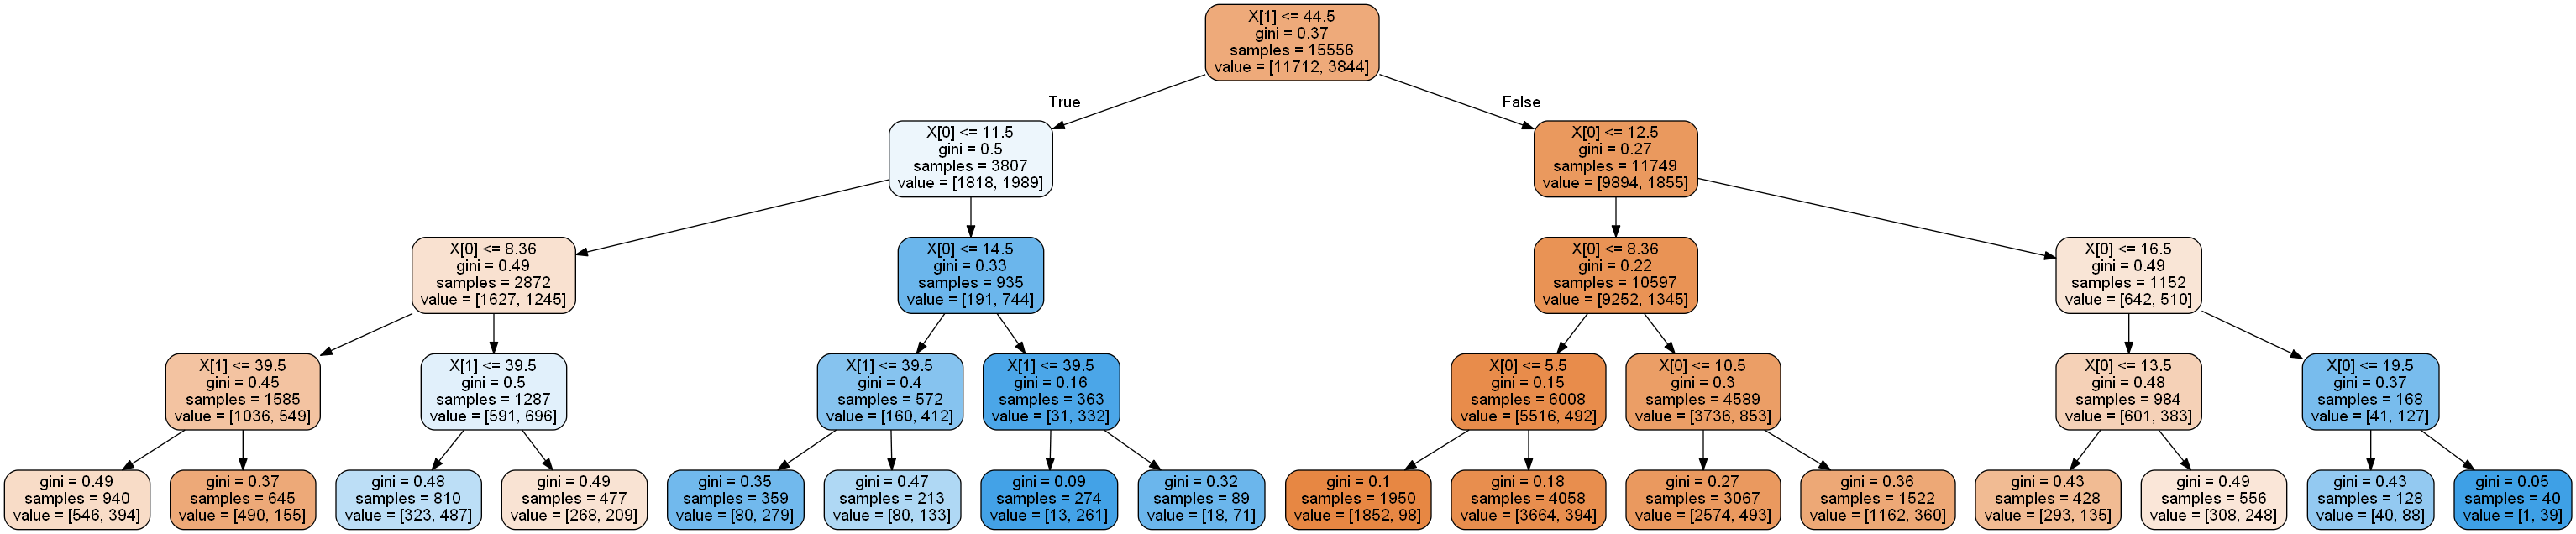 X[1] <= 44.5
gini = 0.37
samples = 15556
value = [11712, 3844]
True
False
X[0] <= 11.5
gini = 0.5
samples = 3807
value = [1818, 1989]
X[0] <= 12.5
gini = 0.27
samples = 11749
value = [9894, 1855]
X[0] <= 8.36
gini = 0.49
samples = 2872
value = [1627, 1245]
X[0] <= 14.5
gini = 0.33
samples = 935
value = [191, 744]
X[0] <= 8.36
gini = 0.22
samples = 10597
value = [9252, 1345]
X[0] <= 16.5
gini = 0.49
samples = 1152
value = [642, 510]
X[1] <= 39.5
gini = 0.45
samples = 1585
value = [1036, 549]
X[1] <= 39.5
gini = 0.5
samples = 1287
value = [591, 696]
X[1] <= 39.5
gini = 0.4
samples = 572
value = [160, 412]
X[1] <= 39.5
gini = 0.16
samples = 363
value = [31, 332]
X[0] <= 5.5
gini = 0.15
samples = 6008
value = [5516, 492]
X[0] <= 10.5
gini = 0.3
samples = 4589
value = [3736, 853]
X[0] <= 13.5
gini = 0.48
samples = 984
value = [601, 383]
X[0] <= 19.5
gini = 0.37
samples = 168
value = [41, 127]
gini = 0.49
samples = 940
value = [546, 394]
gini = 0.37
samples = 645
value = [490, 155]
gini = 0.48
samples = 810
value = [323, 487]
gini = 0.49
samples = 477
value = [268, 209]
gini = 0.35
samples = 359
value = [80, 279]
gini = 0.47
samples = 213
value = [80, 133]
gini = 0.09
samples = 274
value = [13, 261]
gini = 0.32
samples = 89
value = [18, 71]
gini = 0.1
samples = 1950
value = [1852, 98]
gini = 0.18
samples = 4058
value = [3664, 394]
gini = 0.27
samples = 3067
value = [2574, 493]
gini = 0.36
samples = 1522
value = [1162, 360]
gini = 0.43
samples = 428
value = [293, 135]
gini = 0.49
samples = 556
value = [308, 248]
gini = 0.43
samples = 128
value = [40, 88]
gini = 0.05
samples = 40
value = [1, 39]